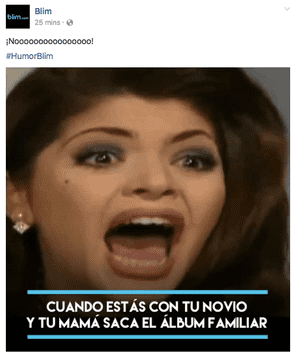 blim.com
Blim
25 mins ·
¡Noooooooooooooooo!
#HumorBlim
CUANDO ESTÁS CON TU NOVIO
Y TU MAMÁ SACA EL ÁLBUM FAMILIAR